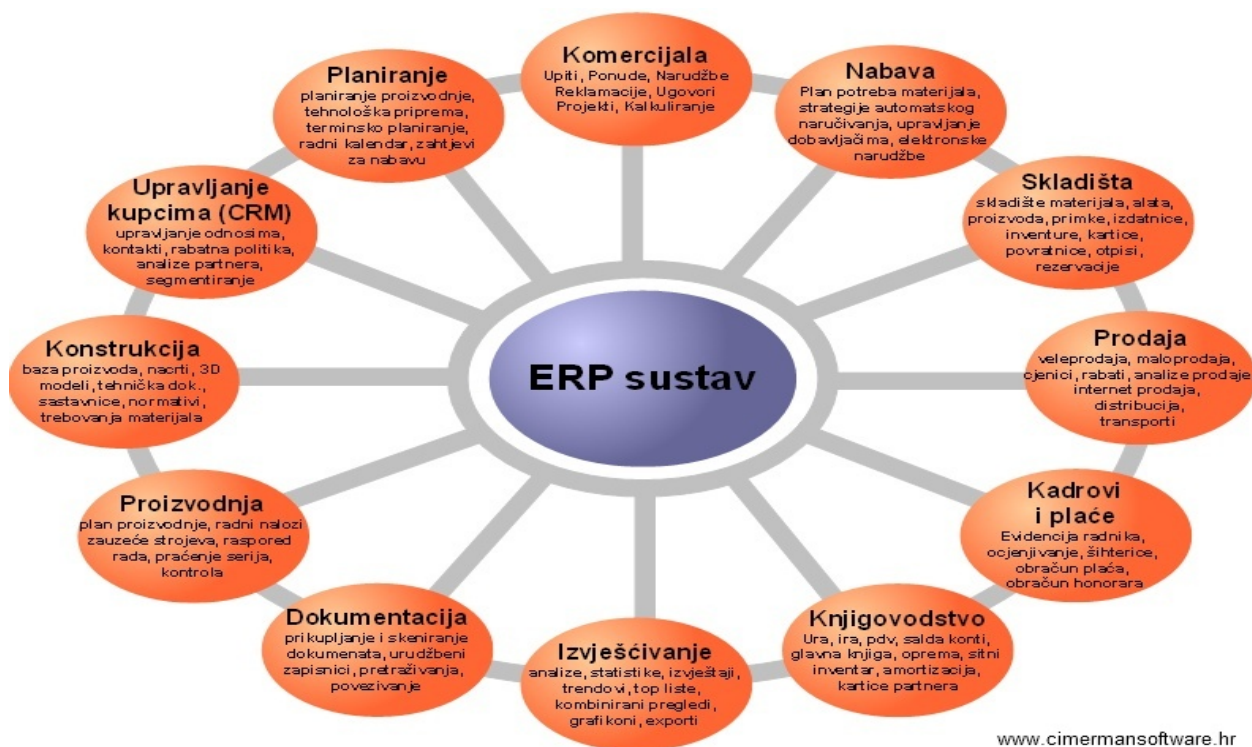 Komercijala
Upiti, Ponude, Narudžbe
Reklamacije, Ugovori
Projekti, Kalkuliranje
Nabava
Plan potreba materijala,
strategije automatskog
naručivanja, upravljanje
dobavljačima, elektronske
narudžbe
Skladišta
skladište materijala, alata,
proizvoda, primke, izdatnice,
inventure, kartice,
povratnice, otpisi,
rezervacije
Prodaja
veleprodaja, maloprodaja,
cjenici, rabati, analize prodaje
internet prodaja,
distribucija,
transporti
Kadrovi
i plaće
Evidencija radnika,
ocjenjivanje, šihterice,
obračun plaća,
obračun honorara
Knjigovodstvo
Ura, ira, pdv, salda konti,
glavna knjiga, oprema, sitni
inventar, amortizacija,
kartice partnera
Izvješćivanje
analize, statistike, izvještaji,
trendovi, top liste,
kombinirani pregledi,
grafikoni, exporti
Dokumentacija
prikupljanje i skeniranje
dokumenata, urudžbeni
zapisnici, pretraživanja,
povezivanje
Proizvodnja
plan proizvodnje, radni nalozi
zauzeće strojeva, raspored
rada, praćenje serija,
kontrola
Konstrukcija
baza proizvoda, nacrti, 3D
modeli, tehnička dok.,
sastavnice, normativi,
trebovanja materijala
Upravljanje
kupcima (CRM)
upravljanje odnosima,
kontakti, rabatna politika,
analize partnera,
segmentiranje
Planiranje
planiranje proizvodnje,
tehnološka priprema,
terminsko planiranje,
radni kalendar, zahtjevi
za nabavu
ERP sustav
www.cimermansoftware.hr